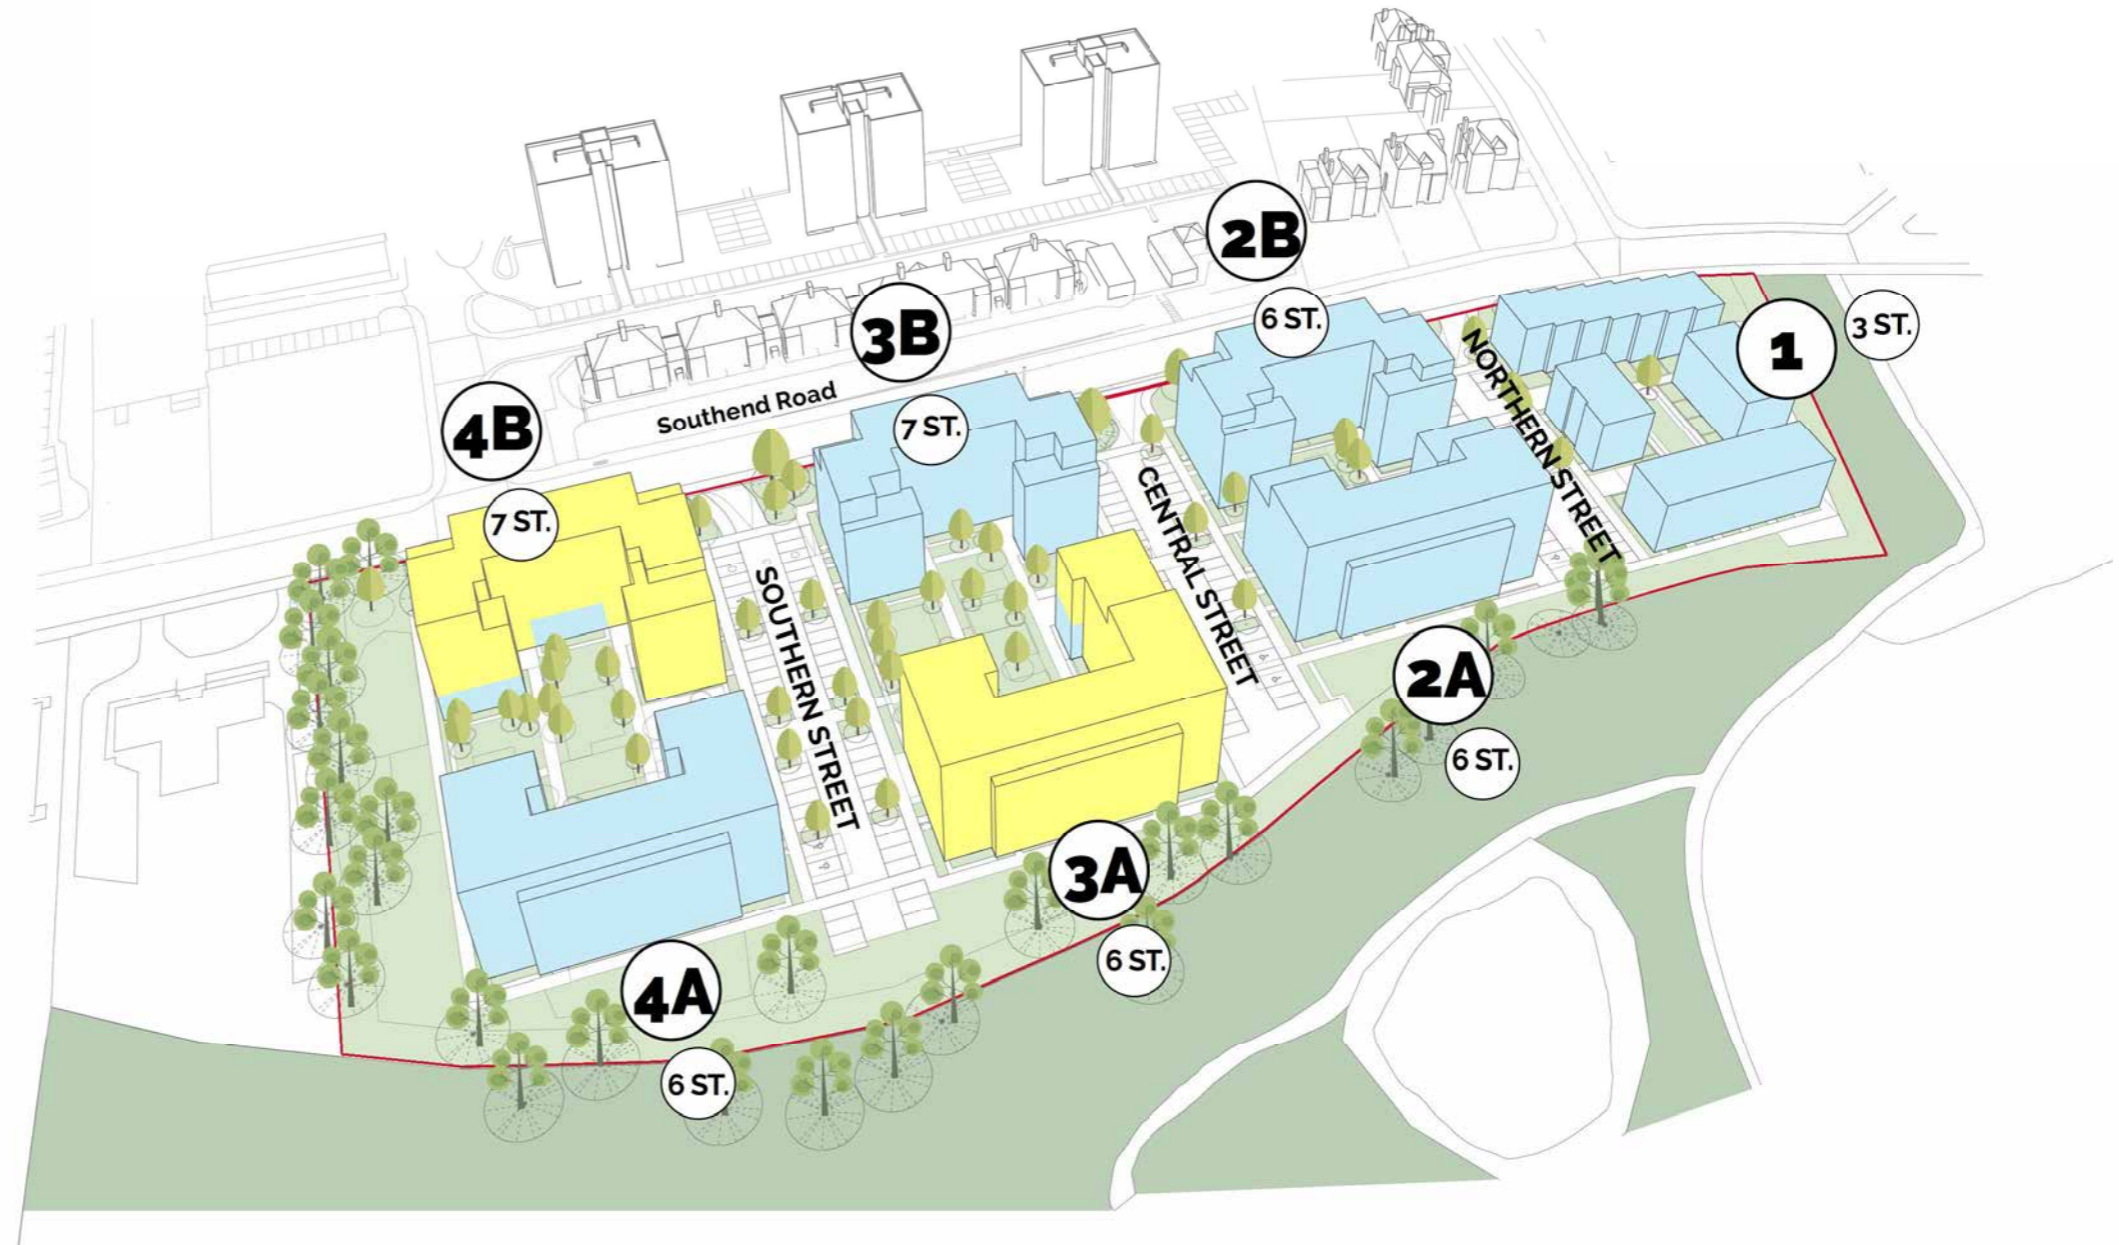 2B
6 ST.
1
3 ST.
3B
7 ST.
NORTHERN STREET
Southend Road
4B
7 ST.
CENTRAL STREET
SOUTHERN STREET
2A
6 ST.
3A
6 ST.
4A
6 ST.